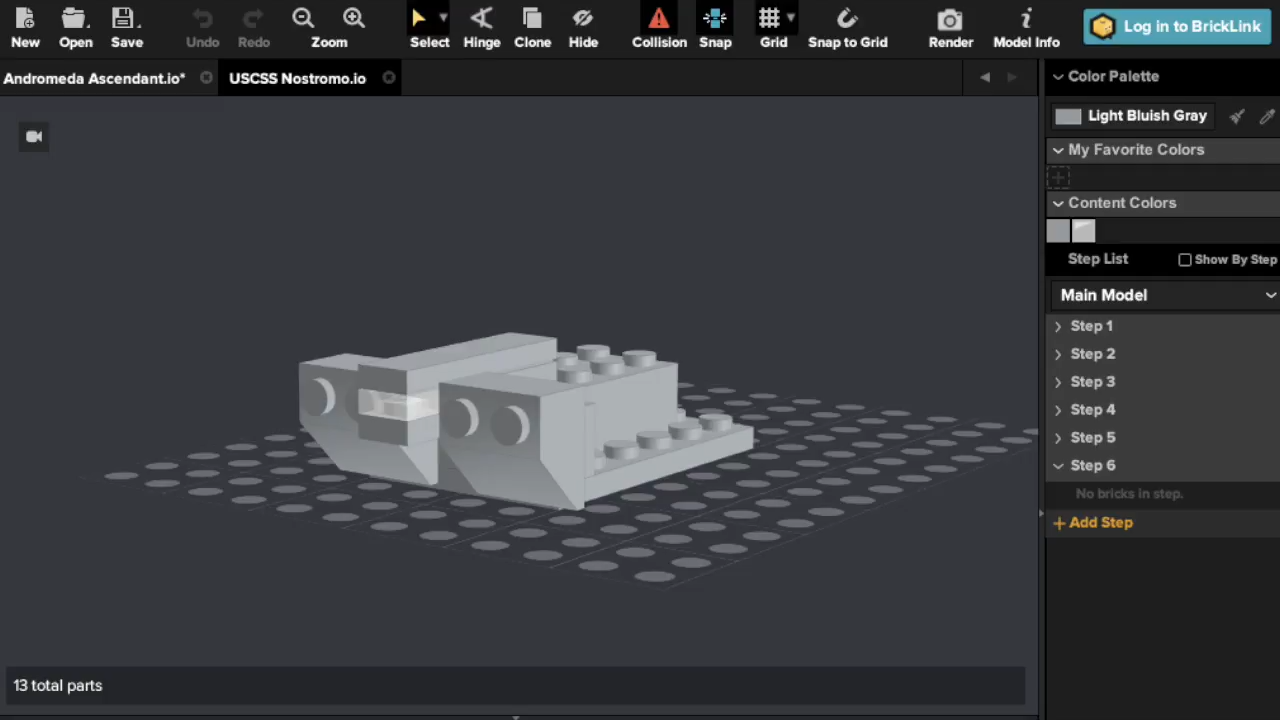 New
Open
Save
Undo
Redo
Zoom
Select
Hinge
Clone
Hide
Collision
Snap
Grid
Snap to Grid
Render
Model Info
Log in to BrickLink
Andromeda Ascendant.io*
USCSS Nostromo.io
Color Palette
Light Bluish Gray
My Favorite Colors
Content Colors
Step List
Show By Step
Main Model
Step 1
Step 2
Step 3
Step 4
Step 5
Step 6
No bricks in step.
+ Add Step
13 total parts